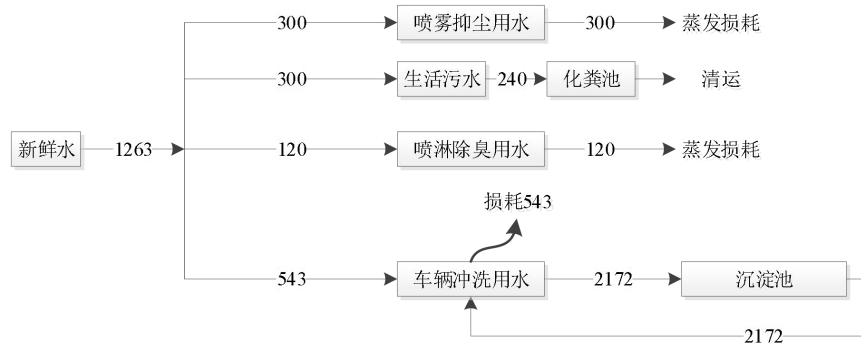 300 喷雾抑尘用水 300 蒸发损耗
300 生活污水 240 化粪池 清运
新鲜水 1263 120 喷淋除臭用水 120 蒸发损耗
损耗543
543 车辆冲洗用水 2172 沉淀池
2172